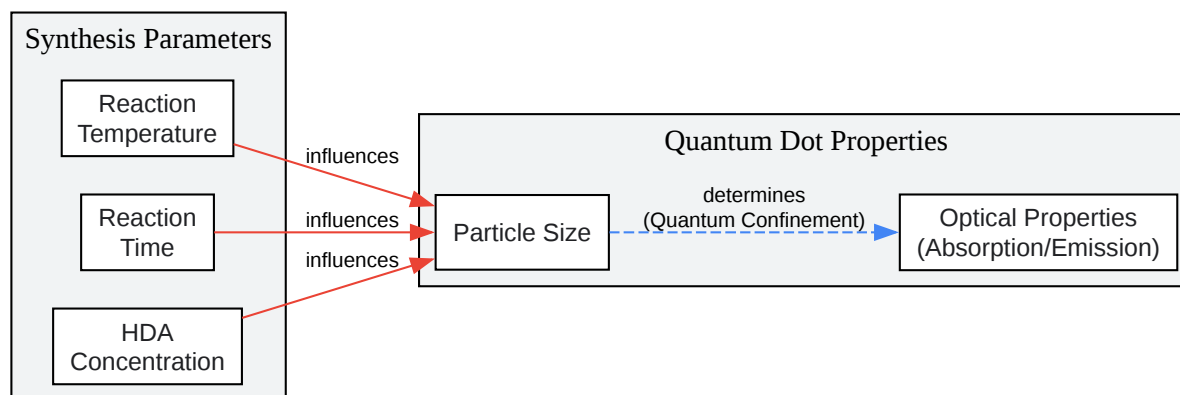 Synthesis Parameters
Reaction
Temperature
Reaction
Time
HDA
Concentration
influences
influences
influences
Quantum Dot Properties
Particle Size
determines
(Quantum Confinement)
Optical Properties
(Absorption/Emission)